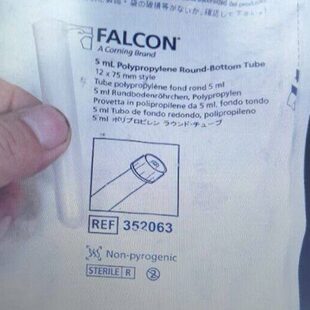 FALCON®
A Corning Brand
5 mL Polypropylene Round-Bottom Tube
12 x 75 mm style
Tube polypropylène fond rond 5 ml
5 ml Rundbodenröhrchen, Polypropylen
Provetta in polipropilene da 5 ml, fondo tondo
5 ml Tubo de fondo redondo, polipropileno
5 ml ポリプロピレン ラウンド・チューブ
REF 352063
Non-pyrogenic
STERILE R 2